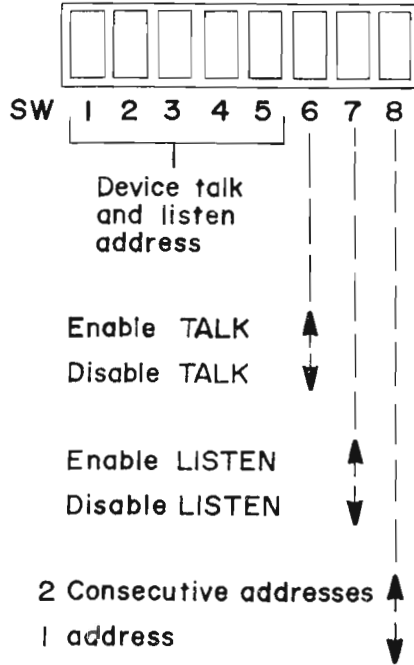 SW 1 2 3 4 5 6 7 8
Device talk
and listen
address
Enable TALK
Disable TALK
Enable LISTEN
Disable LISTEN
2 Consecutive addresses
1 address